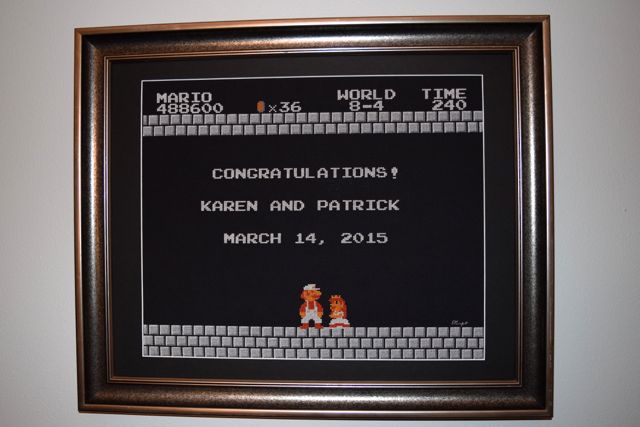 MARIO WORLD TIME
488600 ×36 8-4 240
CONGRATULATIONS!
KAREN AND PATRICK
MARCH 14, 2015